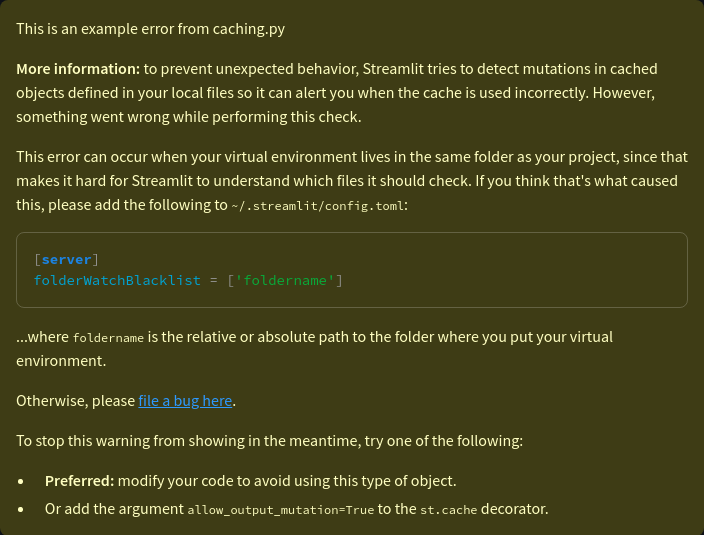 This is an example error from caching.py
More information: to prevent unexpected behavior, Streamlit tries to detect mutations in cached
objects defined in your local files so it can alert you when the cache is used incorrectly. However,
something went wrong while performing this check.
This error can occur when your virtual environment lives in the same folder as your project, since that
makes it hard for Streamlit to understand which files it should check. If you think that's what caused
this, please add the following to ~/.streamlit/config.toml:
[server]
folderWatchBlacklist = ['foldername']
...where foldername is the relative or absolute path to the folder where you put your virtual
environment.
Otherwise, please file a bug here.
To stop this warning from showing in the meantime, try one of the following:
• Preferred: modify your code to avoid using this type of object.
• Or add the argument allow_output_mutation=True to the st.cache decorator.